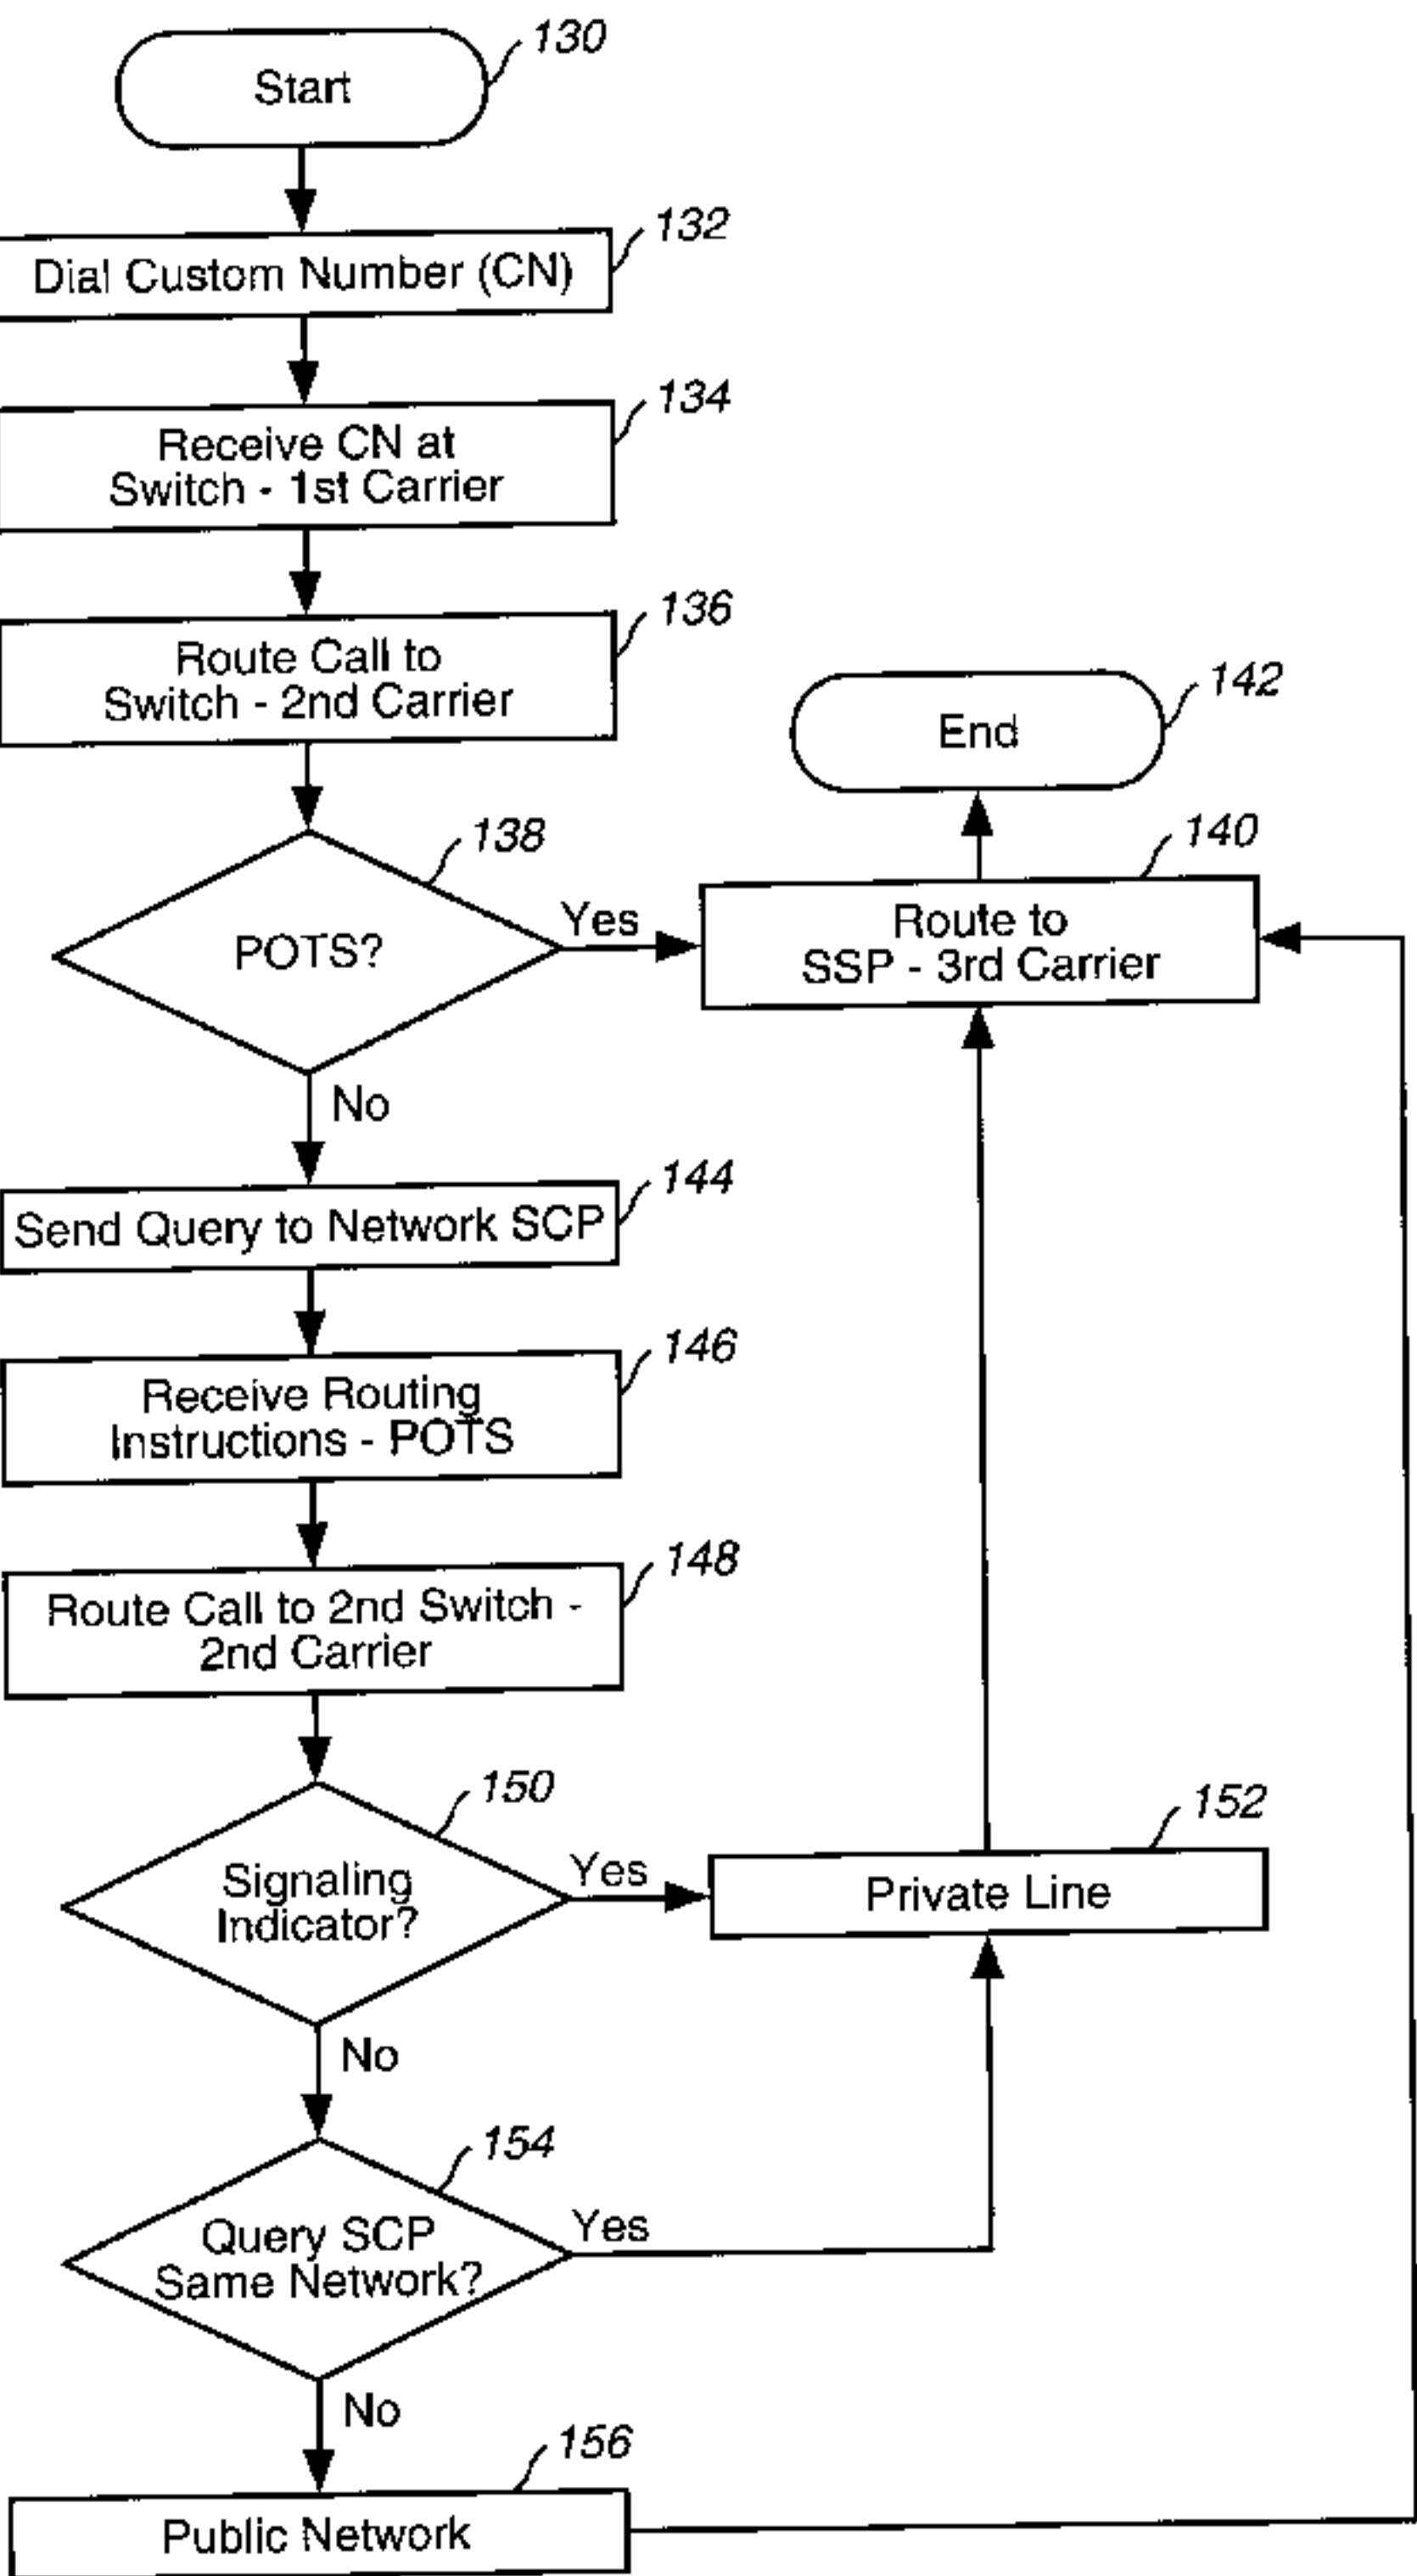 130
Start
132
Dial Custom Number (CN)
134
Receive CN at
Switch - 1st Carrier
136
Route Call to
Switch - 2nd Carrier
142
End
138
POTS?
Yes
No
140
Route to
SSP - 3rd Carrier
144
Send Query to Network SCP
146
Receive Routing
Instructions - POTS
148
Route Call to 2nd Switch -
2nd Carrier
150
Signaling
Indicator?
Yes
No
152
Private Line
154
Query SCP
Same Network?
Yes
No
156
Public Network